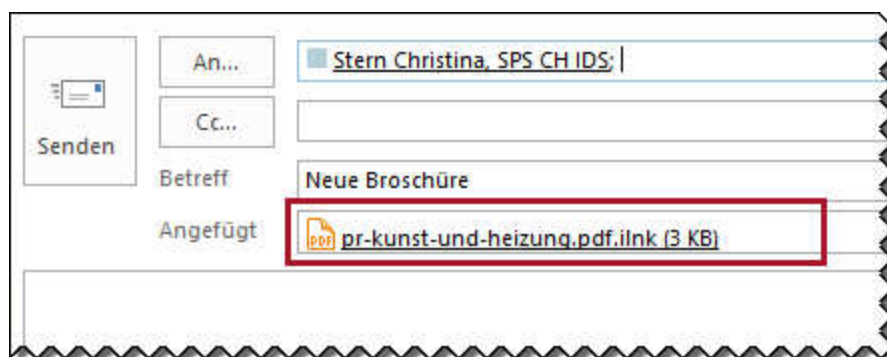 An... Stern Christina, SPS CH IDS;
Cc...
Senden
Betreff Neue Broschüre
Angefügt PDF pr-kunst-und-heizung.pdf.ilnk (3 KB)